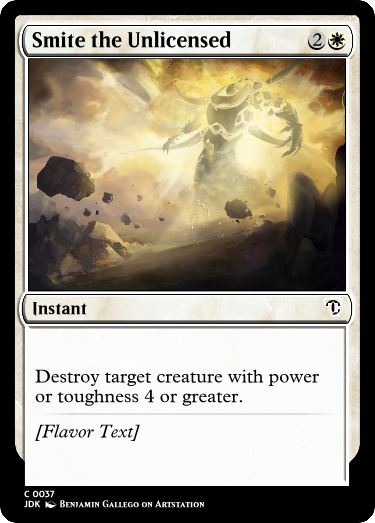 Smite the Unlicensed 2
Instant
Destroy target creature with power
or toughness 4 or greater.
[Flavor Text]
C 0037
JDK Benjamin Gallego on Artstation